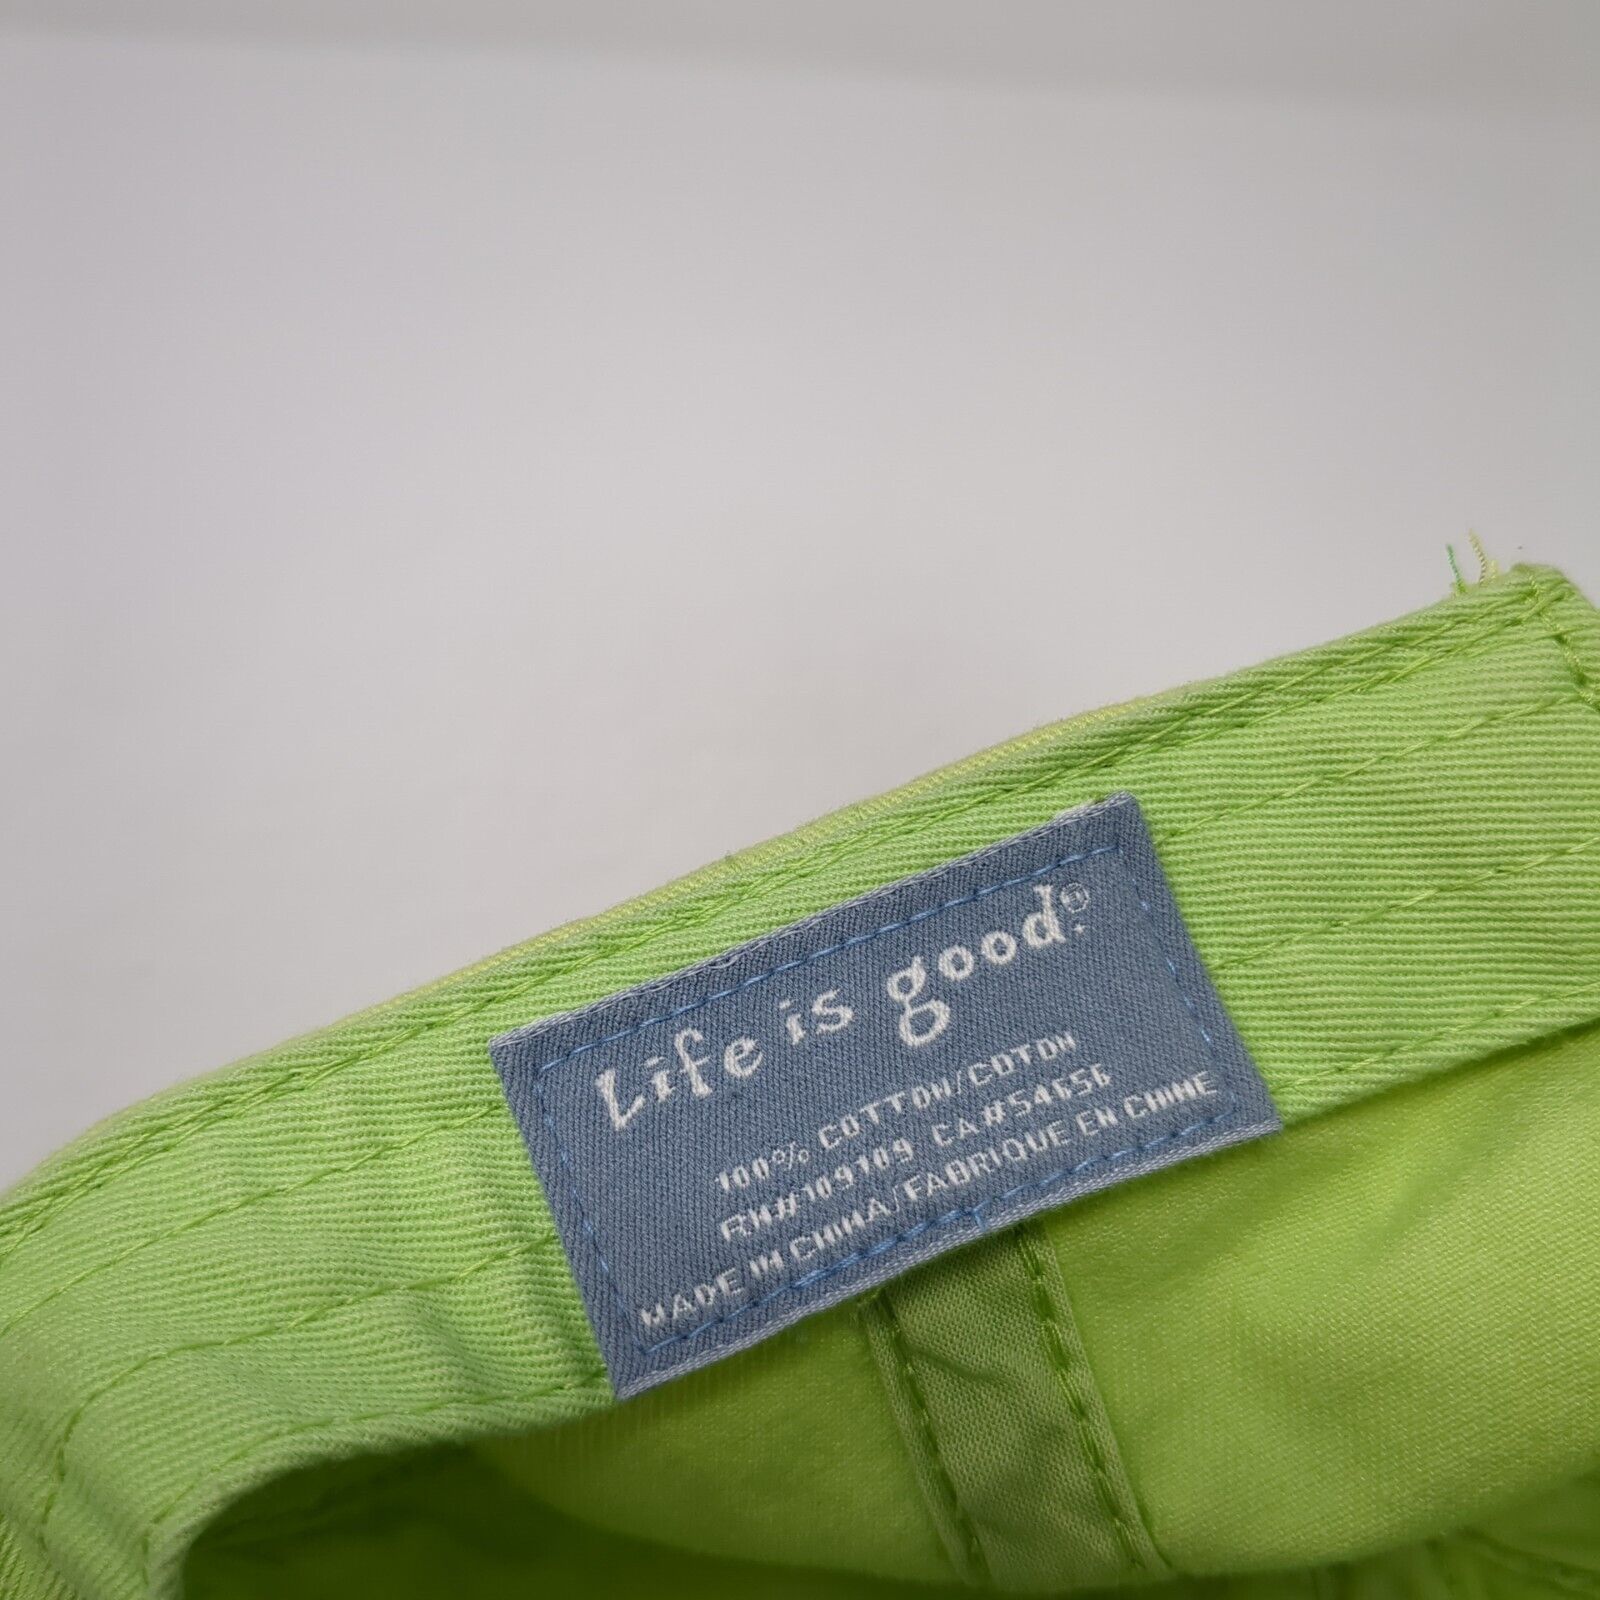 Life is good.®
100% COTTON/COTON
RN#109109 CA#54656
MADE IN CHINA/FABRIQUE EN CHINE